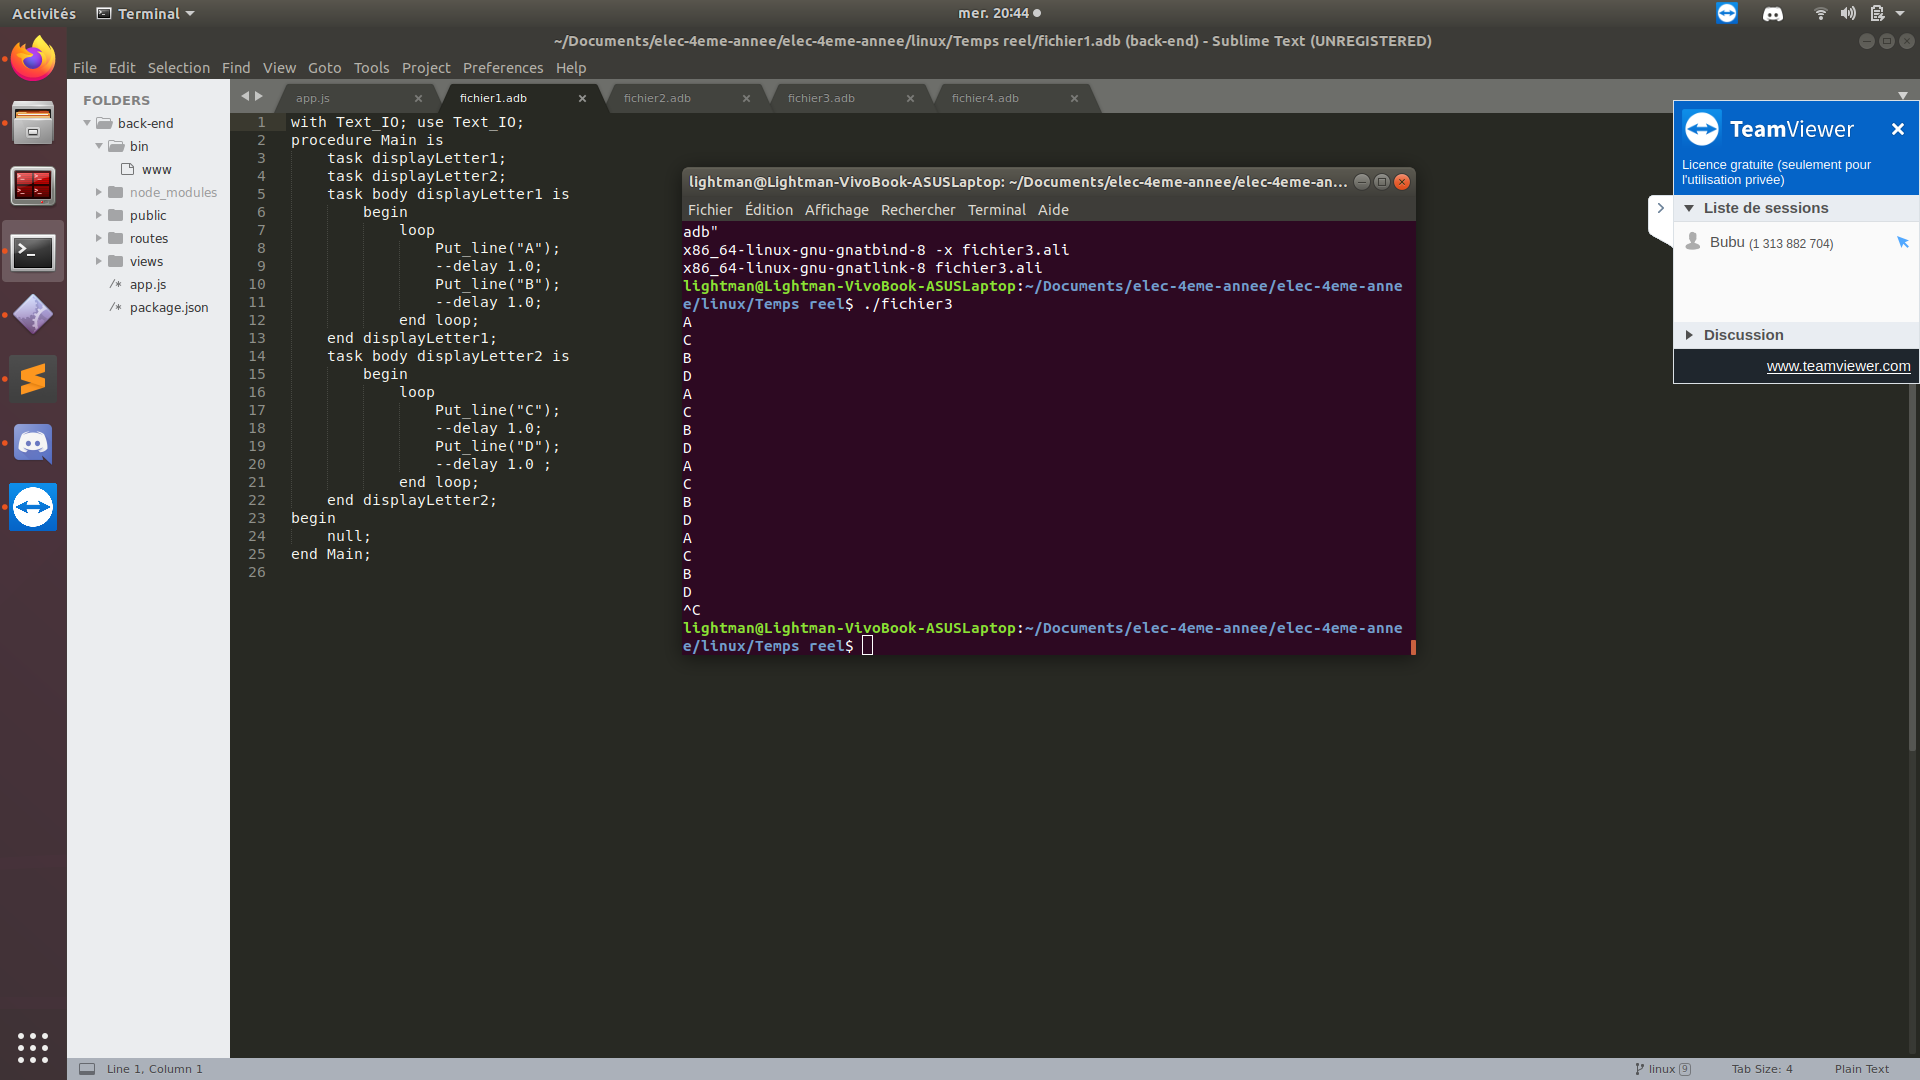 Activités
Terminal
mer. 20:44
~/Documents/elec-4eme-annee/elec-4eme-annee/linux/Temps reel/fichier1.adb (back-end) - Sublime Text (UNREGISTERED)
File Edit Selection Find View Goto Tools Project Preferences Help
FOLDERS
back-end
bin
www
node_modules
public
routes
views
/* app.js
/* package.json
app.js
fichier1.adb
fichier2.adb
fichier3.adb
fichier4.adb
1 with Text_IO; use Text_IO;
2 procedure Main is
3 task displayLetter1;
4 task displayLetter2;
5 task body displayLetter1 is
6 begin
7 loop
8 Put_line("A");
9 --delay 1.0;
10 Put_line("B");
11 --delay 1.0;
12 end loop;
13 end displayLetter1;
14 task body displayLetter2 is
15 begin
16 loop
17 Put_line("C");
18 --delay 1.0;
19 Put_line("D");
20 --delay 1.0 ;
21 end loop;
22 end displayLetter2;
23 begin
24 null;
25 end Main;
26
lightman@Lightman-VivoBook-ASUSLaptop: ~/Documents/elec-4eme-annee/elec-4eme-an...
Fichier Édition Affichage Rechercher Terminal Aide
adb"
x86_64-linux-gnu-gnatbind-8 -x fichier3.ali
x86_64-linux-gnu-gnatlink-8 fichier3.ali
lightman@Lightman-VivoBook-ASUSLaptop:~/Documents/elec-4eme-annee/elec-4eme-anne
e/linux/Temps reel$ ./fichier3
A
C
B
D
A
C
B
D
A
C
B
D
A
C
B
D
^C
lightman@Lightman-VivoBook-ASUSLaptop:~/Documents/elec-4eme-annee/elec-4eme-anne
e/linux/Temps reel$
TeamViewer
Licence gratuite (seulement pour
l'utilisation privée)
Liste de sessions
Bubu (1 313 882 704)
Discussion
www.teamviewer.com
Line 1, Column 1
linux 9
Tab Size: 4
Plain Text